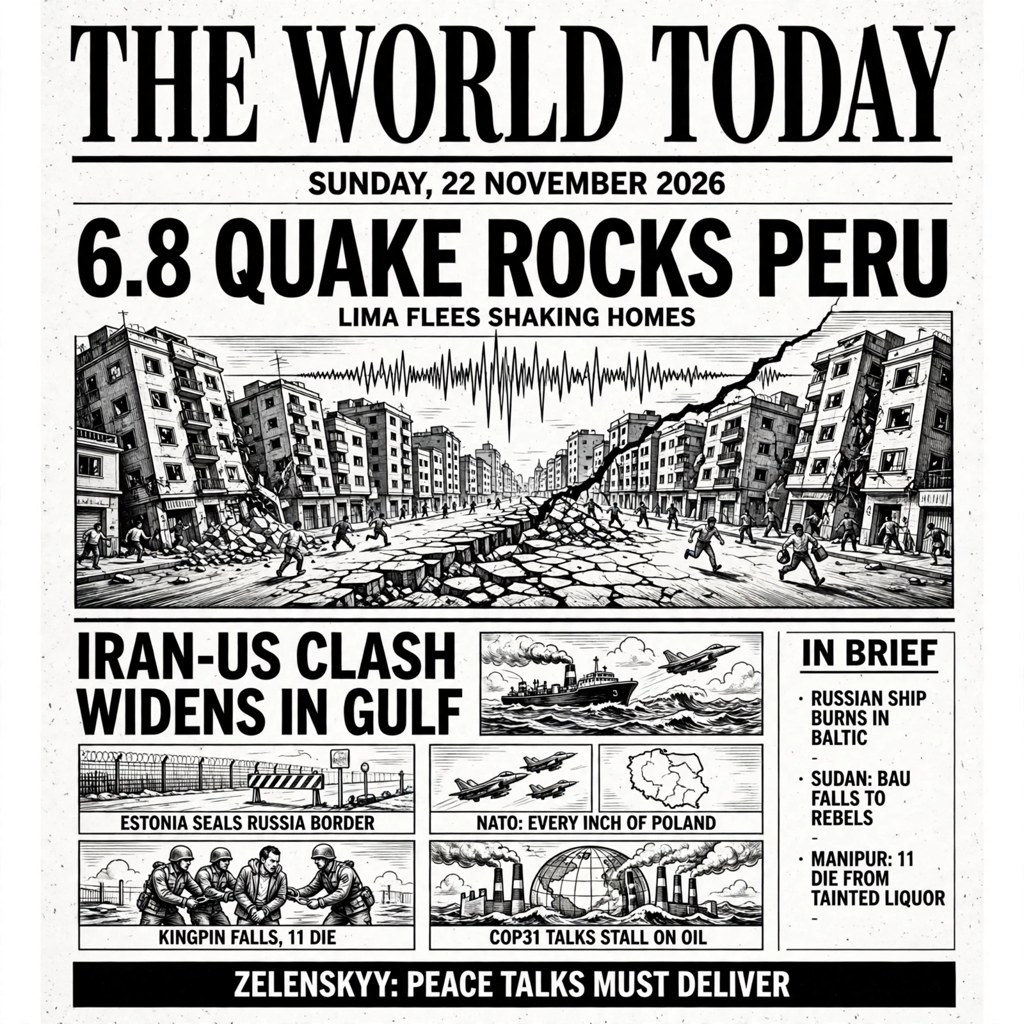 THE WORLD TODAY
SUNDAY, 22 NOVEMBER 2026
6.8 QUAKE ROCKS PERU
LIMA FLEES SHAKING HOMES
IRAN-US CLASH
WIDENS IN GULF
ESTONIA SEALS RUSSIA BORDER
NATO: EVERY INCH OF POLAND
KINGPIN FALLS, 11 DIE
COP31 TALKS STALL ON OIL
IN BRIEF
· RUSSIAN SHIP
BURNS IN
BALTIC
-
· SUDAN: BAU
FALLS TO
REBELS
-
· MANIPUR: 11
DIE FROM
TAINTED LIQUOR
-
ZELENSKYY: PEACE TALKS MUST DELIVER